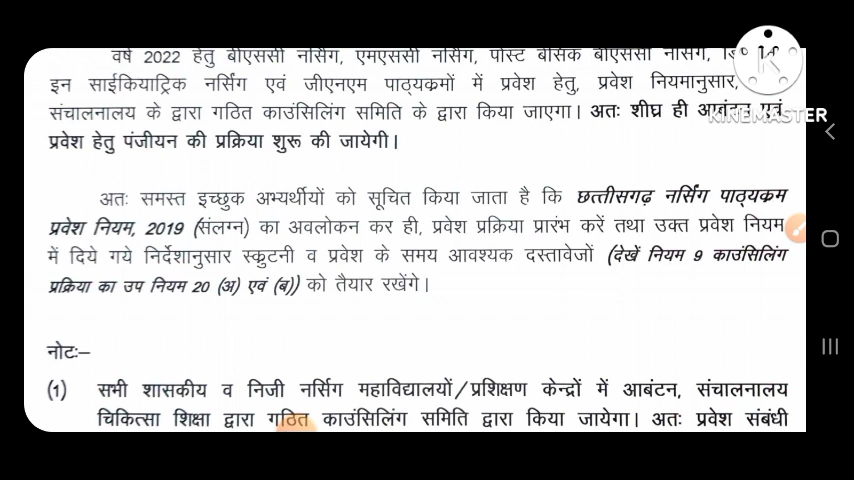 वर्ष 2022 हेतु बीएससी नर्सिंग, एमएससी नर्सिंग, पोस्ट बेसिक बीएससी नर्सिंग,
इन साईकियाट्रिक नर्सिंग एवं जीएनएम पाठ्यक्रमों में प्रवेश हेतु, प्रवेश नियमानुसार,
संचालनालय के द्वारा गठित काउंसिलिंग समिति के द्वारा किया जाएगा। अतः शीघ्र ही आबंटन एवं
KINEMASTER
प्रवेश हेतु पंजीयन की प्रक्रिया शुरू की जायेगी।
अतः समस्त इच्छुक अभ्यर्थीयों को सूचित किया जाता है कि छत्तीसगढ़ नर्सिंग पाठ्यक्रम
प्रवेश नियम, 2019 (संलग्न) का अवलोकन कर ही, प्रवेश प्रक्रिया प्रारंभ करें तथा उक्त प्रवेश नियम
में दिये गये निर्देशानुसार स्क्रुटनी व प्रवेश के समय आवश्यक दस्तावेजों (देखें नियम 9 काउंसिलिंग
प्रक्रिया का उप नियम 20 (अ) एवं (ब)) को तैयार रखेंगे।
नोटः–
(1) सभी शासकीय व निजी नर्सिग महाविद्यालयों/प्रशिक्षण केन्द्रों में आबंटन, संचालनालय
चिकित्सा शिक्षा द्वारा गठित काउंसिलिंग समिति द्वारा किया जायेगा। अतः प्रवेश संबंधी